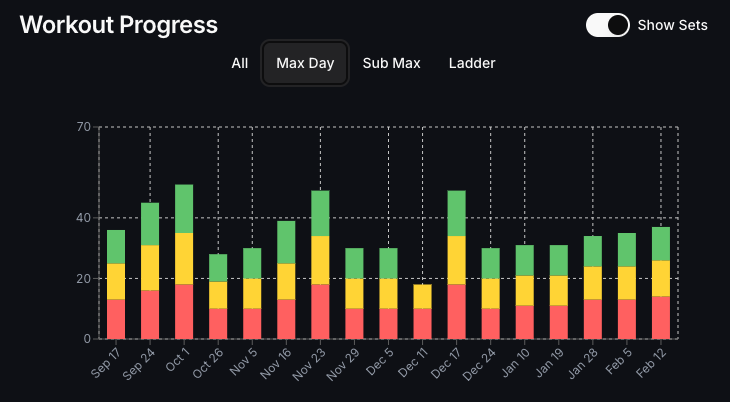 Workout Progress
Show Sets
All Max Day Sub Max Ladder
70
40
20
0
Sep 17 Sep 24 Oct 1 Oct 26 Nov 5 Nov 16 Nov 23 Nov 29 Dec 5 Dec 11 Dec 17 Dec 24 Jan 10 Jan 19 Jan 28 Feb 5 Feb 12